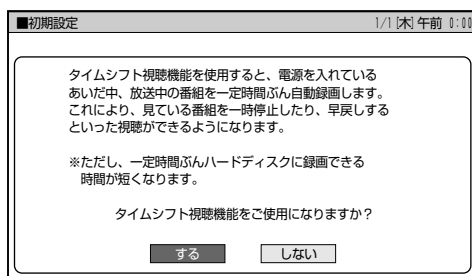 ■初期設定 1/1[木]午前 0:00
タイムシフト視聴機能を使用すると、電源を入れている
あいだ中、放送中の番組を一定時間ぶん自動録画します。
これにより、見ている番組を一時停止したり、早戻しする
といった視聴ができるようになります。
※ただし、一定時間ぶんハードディスクに録画できる
時間が短くなります。
タイムシフト視聴機能をご使用になりますか？
する しない